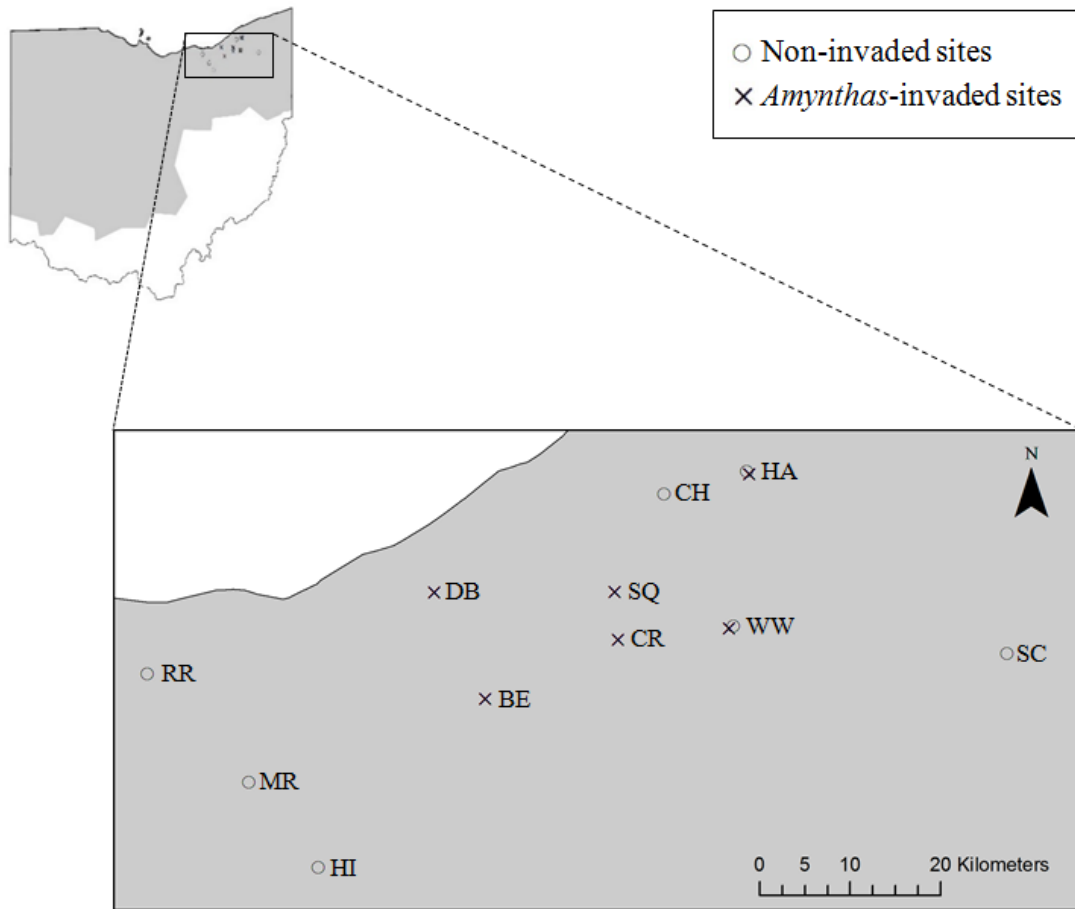 Non-invaded sites
Amynthas-invaded sites
N
HA
CH
DB
SQ
WW
CR
SC
RR
BE
MR
HI
0 5 10 20 Kilometers